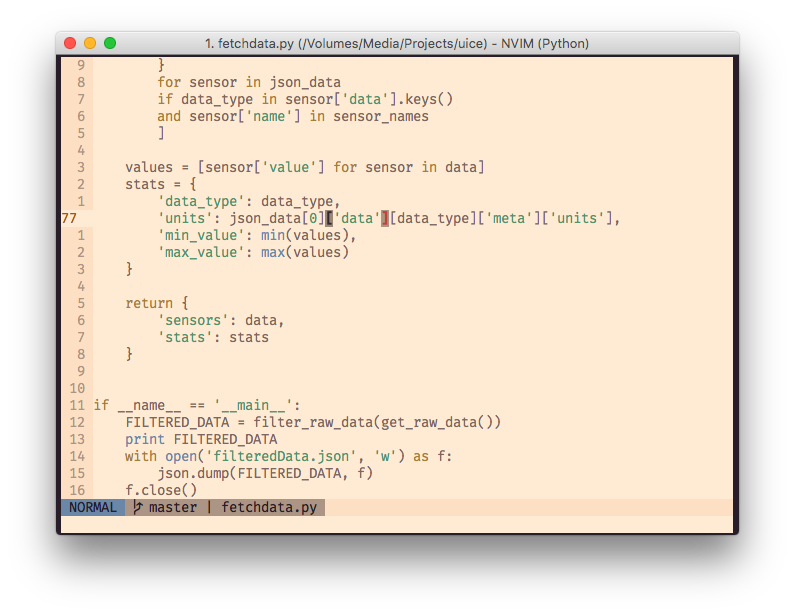 1. fetchdata.py (/Volumes/Media/Projects/uice) - NVIM (Python)
9         }
8         for sensor in json_data
7         if data_type in sensor['data'].keys()
6         and sensor['name'] in sensor_names
5         ]
4
3     values = [sensor['value'] for sensor in data]
2     stats = {
1         'data_type': data_type,
77        'units': json_data[0]['data'][data_type]['meta']['units'],
1         'min_value': min(values),
2         'max_value': max(values)
3     }
4
5     return {
6         'sensors': data,
7         'stats': stats
8     }
9
10
11 if __name__ == '__main__':
12     FILTERED_DATA = filter_raw_data(get_raw_data())
13     print FILTERED_DATA
14     with open('filteredData.json', 'w') as f:
15         json.dump(FILTERED_DATA, f)
16     f.close()
NORMAL master | fetchdata.py